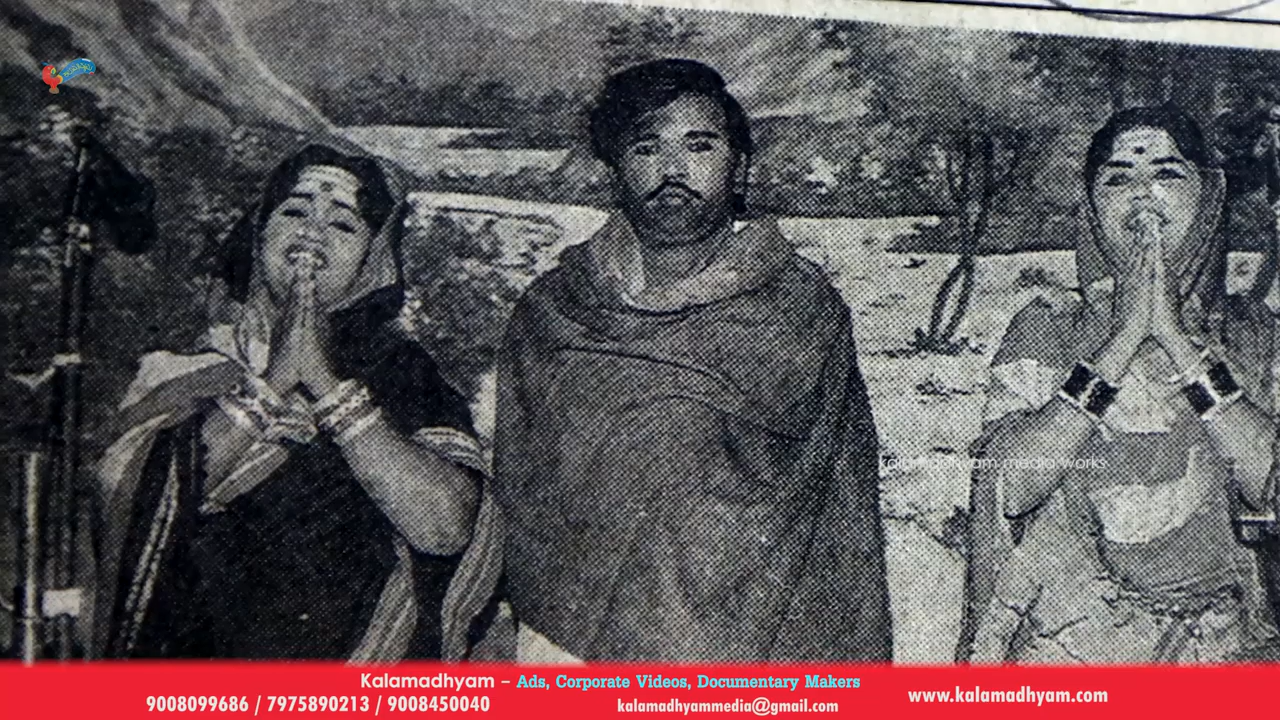 kalamadhyam media works
Kalamadhyam – Ads, Corporate Videos, Documentary Makers
9008099686 / 7975890213 / 9008450040
kalamadhyammedia@gmail.com
www.kalamadhyam.com